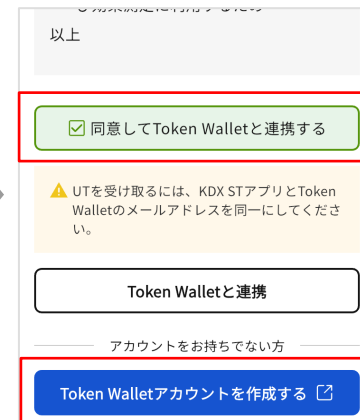 以上
同意してToken Walletと連携する
UTを受け取るには、KDX STアプリとToken
Walletのメールアドレスを同一にしてくださ
い。
Token Walletと連携
アカウントをお持ちでない方
Token Walletアカウントを作成する